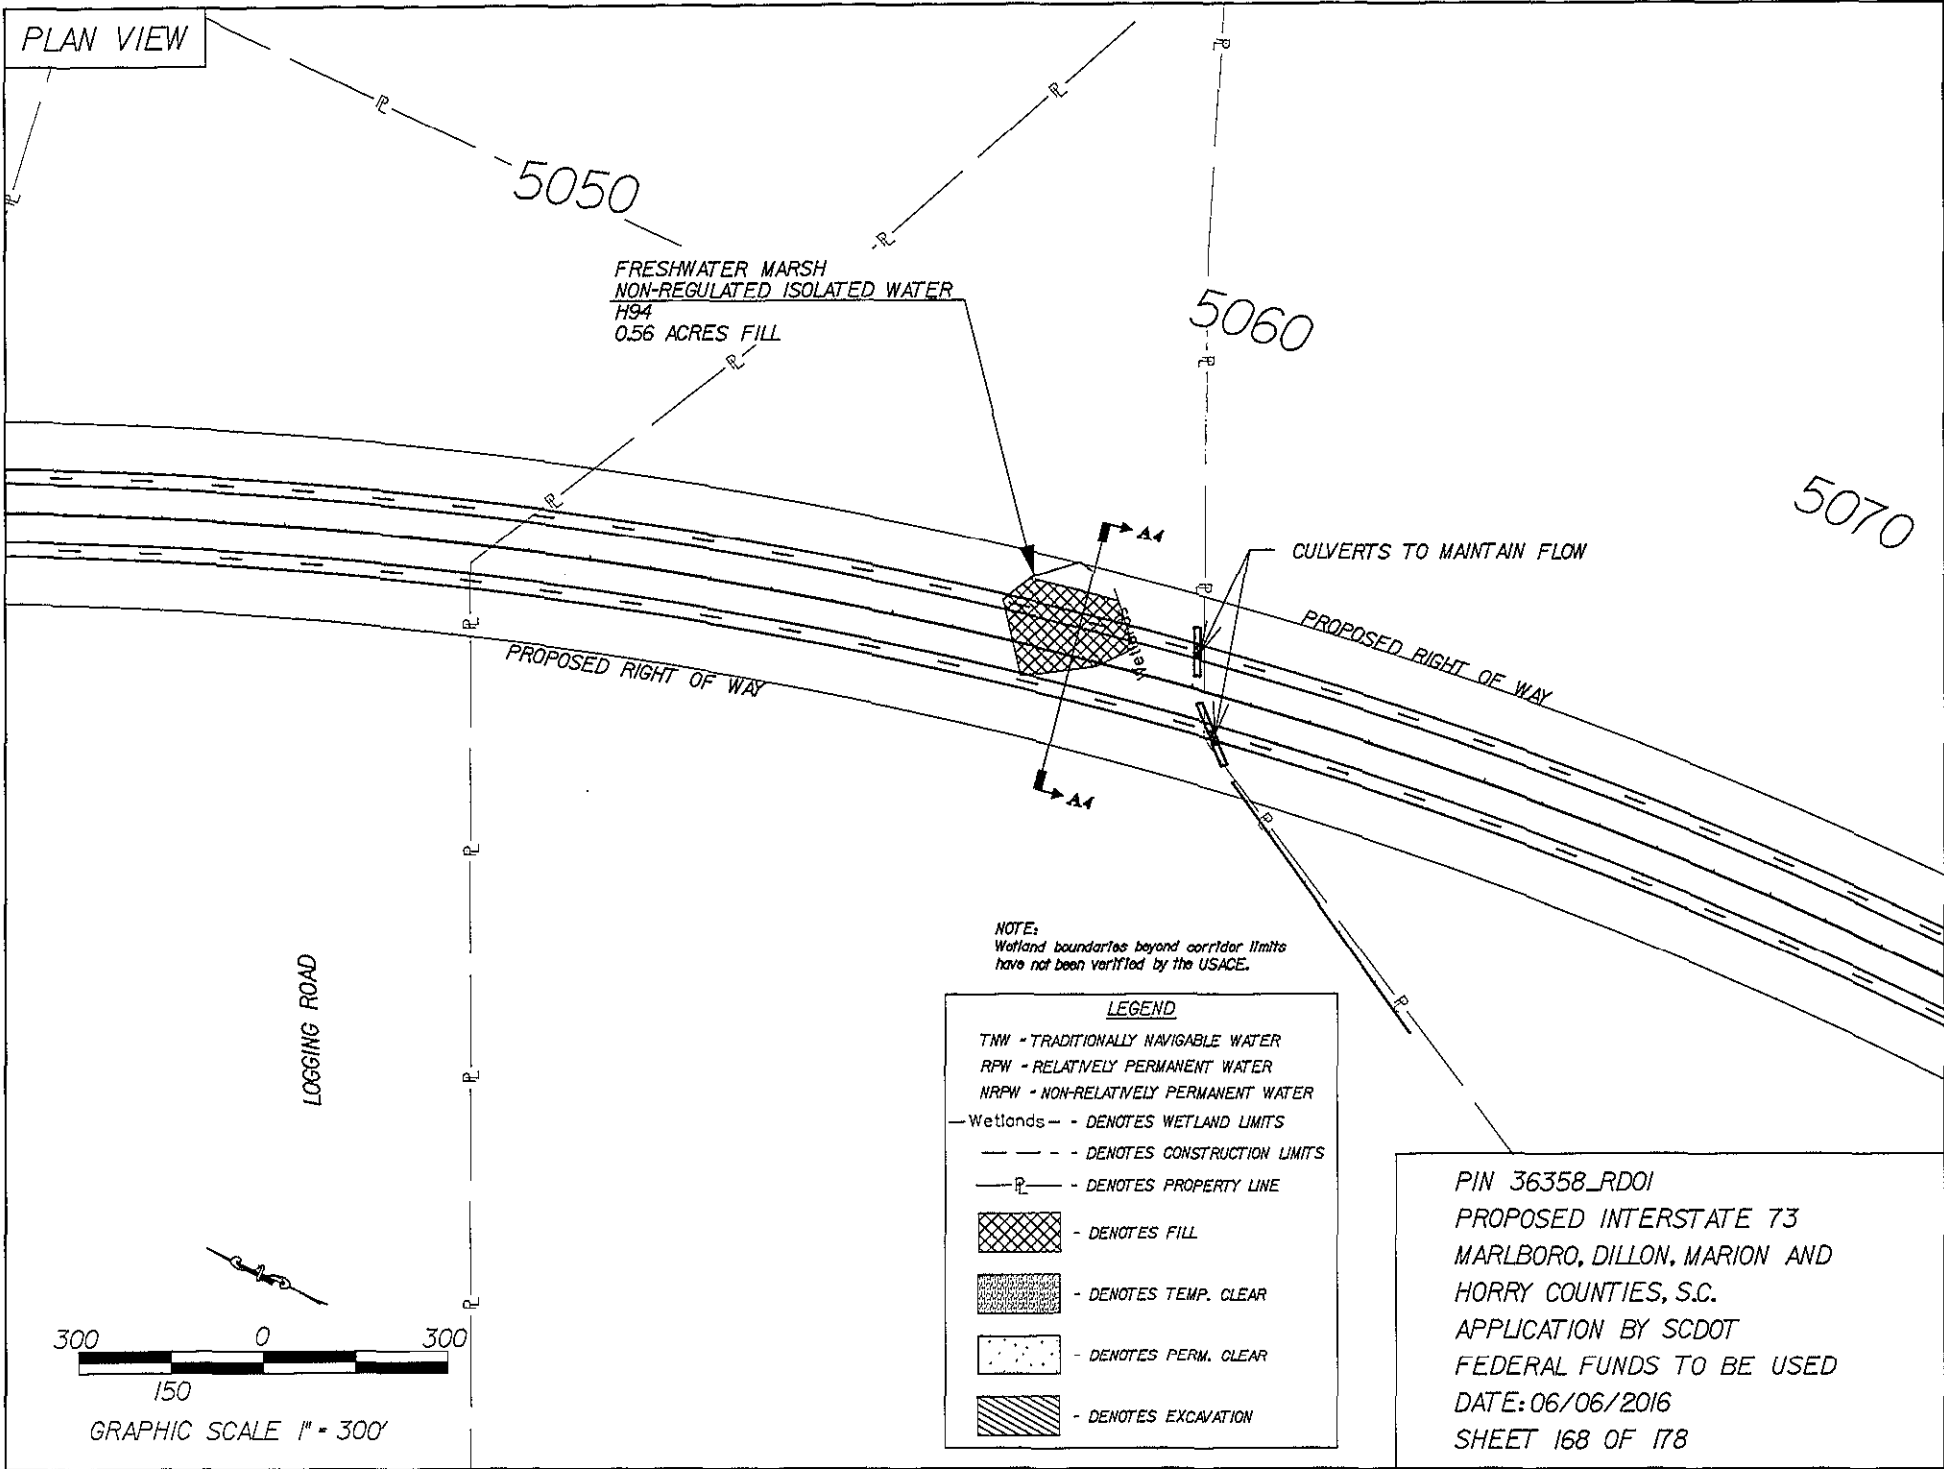 PLAN VIEW
5050
FRESHWATER MARSH
NON-REGULATED ISOLATED WATER
H94
0.56 ACRES FILL
5060
5070
A4
CULVERTS TO MAINTAIN FLOW
PROPOSED RIGHT OF WAY
PROPOSED RIGHT OF WAY
Wetlands
A4
LOGGING ROAD
NOTE:
Wetland boundaries beyond corridor limits
have not been verified by the USACE.
LEGEND
TNW - TRADITIONALLY NAVIGABLE WATER
RPW - RELATIVELY PERMANENT WATER
NRPW - NON-RELATIVELY PERMANENT WATER
Wetlands - DENOTES WETLAND LIMITS
- DENOTES CONSTRUCTION LIMITS
PL - DENOTES PROPERTY LINE
- DENOTES FILL
- DENOTES TEMP. CLEAR
- DENOTES PERM. CLEAR
- DENOTES EXCAVATION
300 0 300
150
GRAPHIC SCALE 1" = 300'
PIN 36358_RD01
PROPOSED INTERSTATE 73
MARLBORO, DILLON, MARION AND
HORRY COUNTIES, S.C.
APPLICATION BY SCDOT
FEDERAL FUNDS TO BE USED
DATE: 06/06/2016
SHEET 168 OF 178